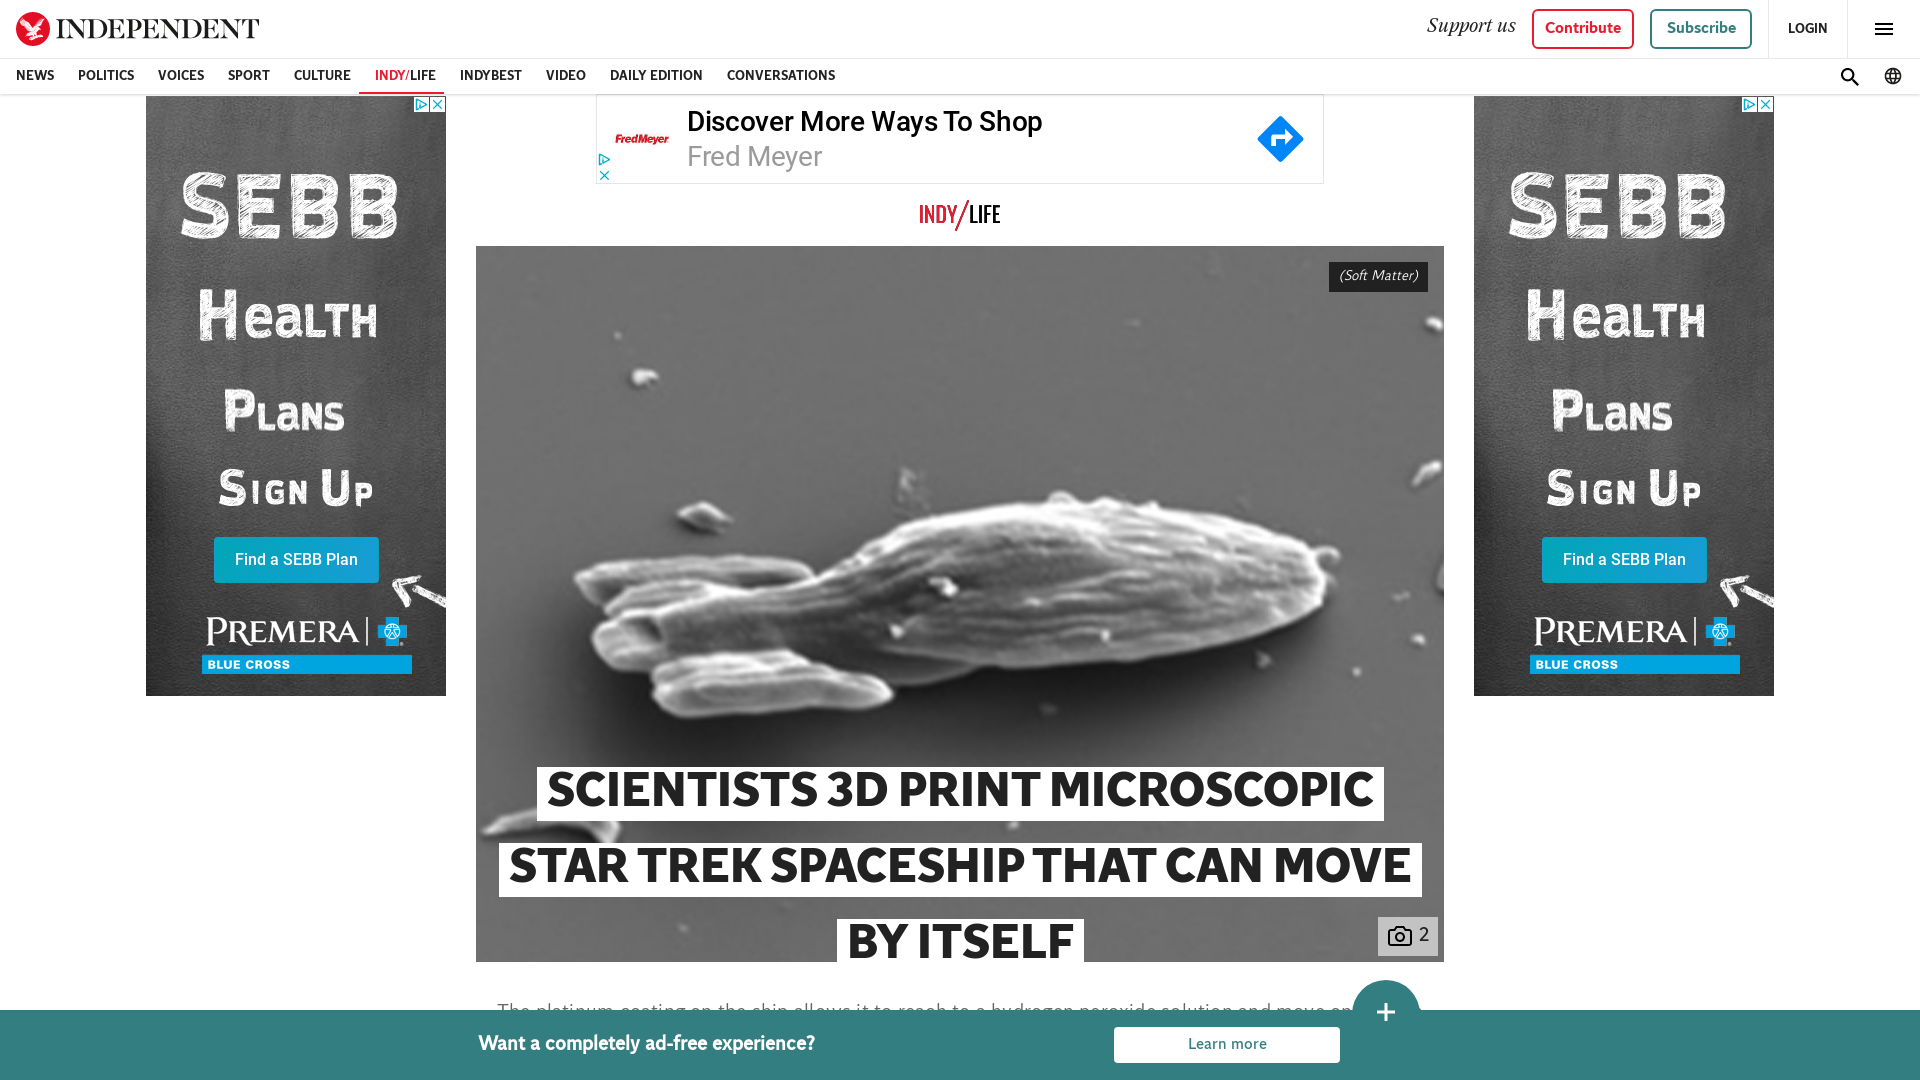 INDEPENDENT
Support us
Contribute
Subscribe
LOGIN
NEWS POLITICS VOICES SPORT CULTURE INDY/LIFE INDYBEST VIDEO DAILY EDITION CONVERSATIONS
SEBB
Health
Plans
Sign Up
Find a SEBB Plan
PREMERA
BLUE CROSS
FredMeyer
Discover More Ways To Shop
Fred Meyer
INDY/LIFE
(Soft Matter)
SCIENTISTS 3D PRINT MICROSCOPIC
STAR TREK SPACESHIP THAT CAN MOVE
BY ITSELF
2
The platinum coating on the ship allows it to reach to a hydrogen peroxide solution and move on
SEBB
Health
Plans
Sign Up
Find a SEBB Plan
PREMERA
BLUE CROSS
Want a completely ad-free experience?
Learn more